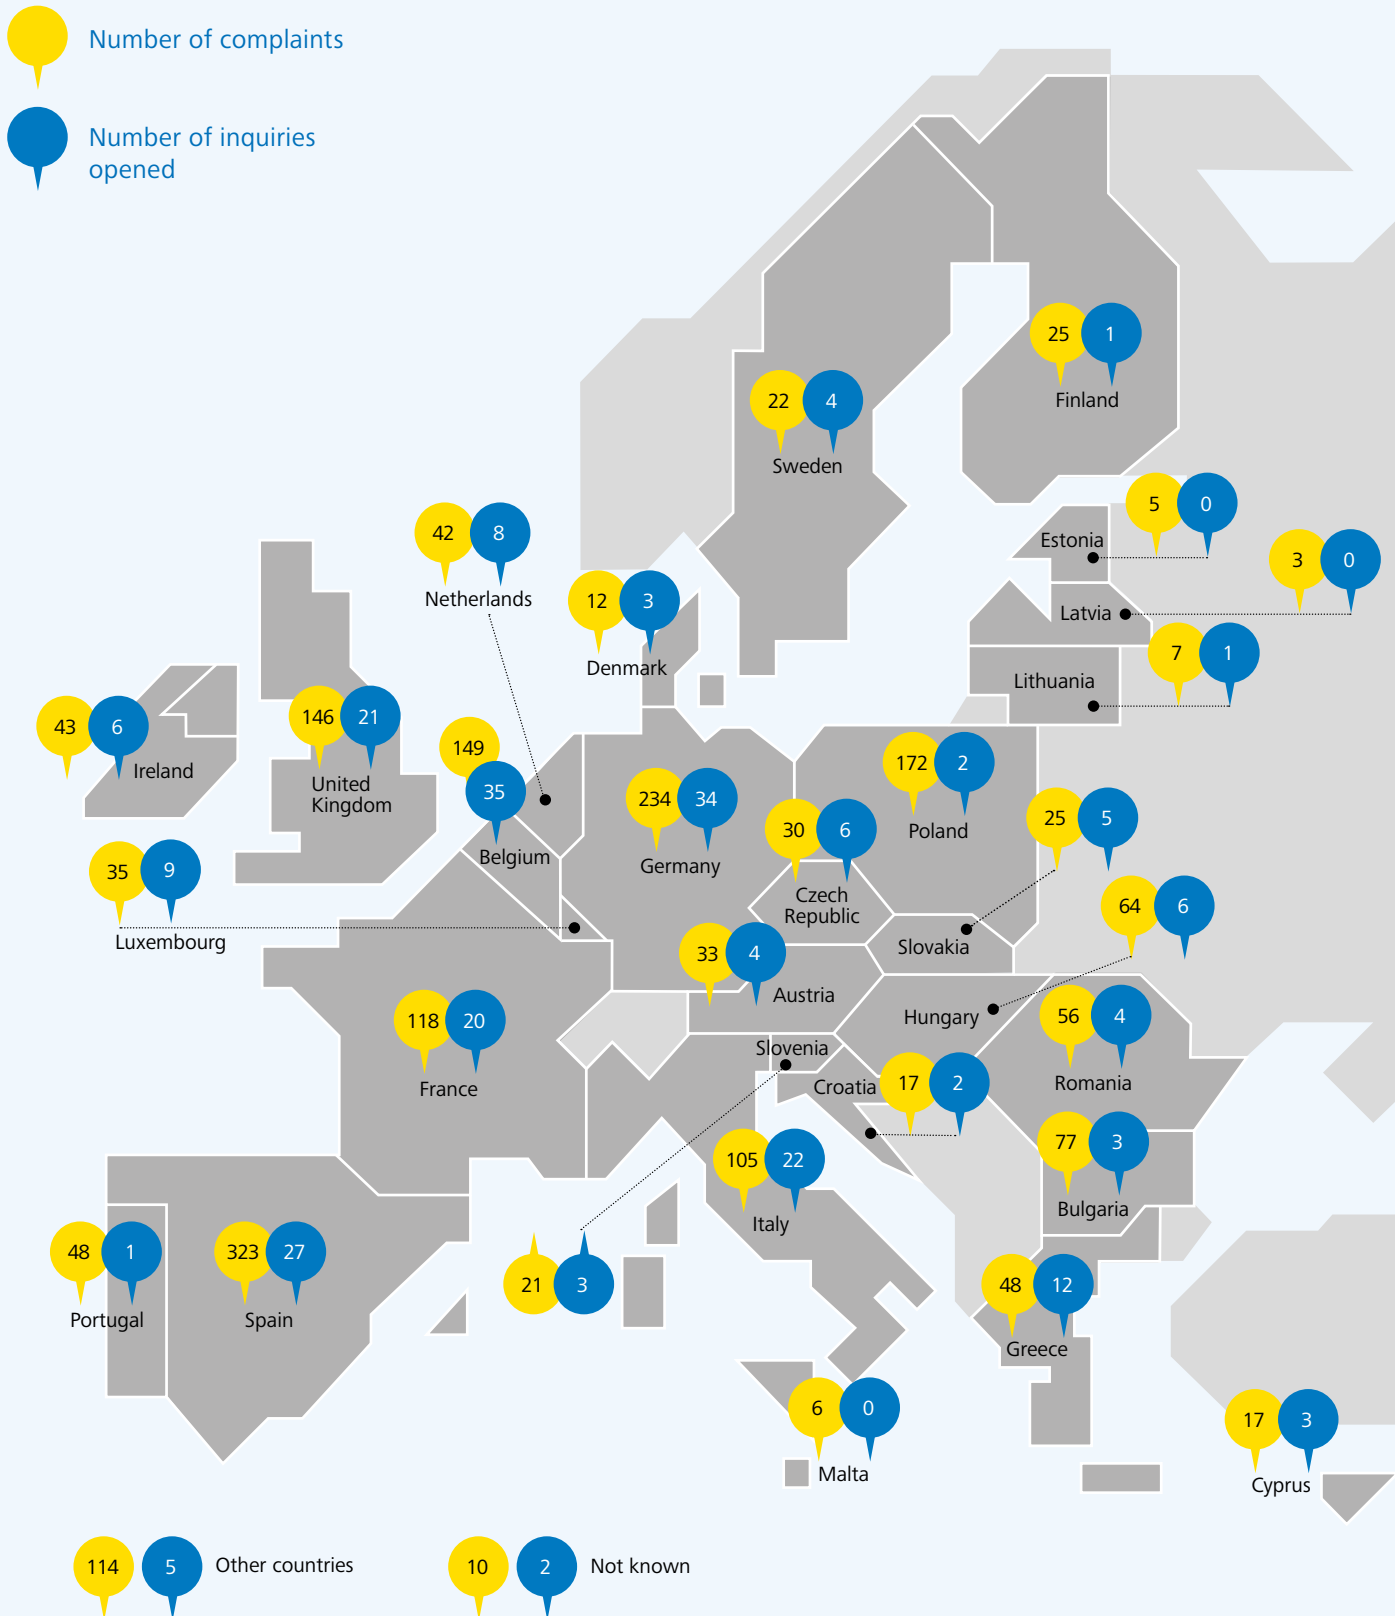 Number of complaints
Number of inquiries
opened
25
1
Finland
22
4
Sweden
5
0
Estonia
42
8
Netherlands
3
0
Latvia
12
3
Denmark
7
1
Lithuania
43
6
Ireland
146
21
United
Kingdom
149
35
Belgium
234
34
Germany
172
2
Poland
30
6
Czech
Republic
25
5
Slovakia
35
9
Luxembourg
64
6
Hungary
33
4
Austria
118
20
France
56
4
Romania
Slovenia
21
3
Croatia
17
2
105
22
Italy
77
3
Bulgaria
48
1
Portugal
323
27
Spain
48
12
Greece
6
0
Malta
17
3
Cyprus
114
5
Other countries
10
2
Not known